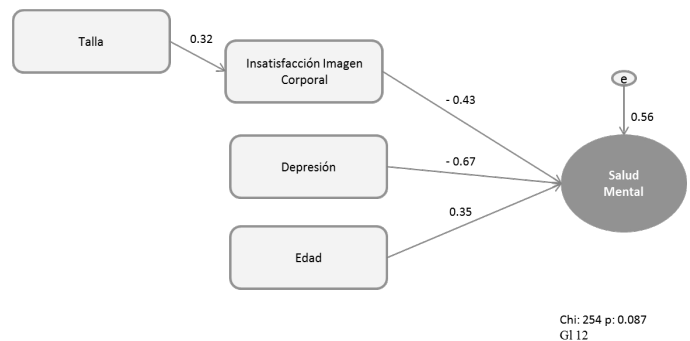 Talla
0.32
Insatisfacción Imagen
Corporal
- 0.43
e
0.56
Depresión
- 0.67
Salud
Mental
0.35
Edad
Chi: 254 p: 0.087
Gl 12